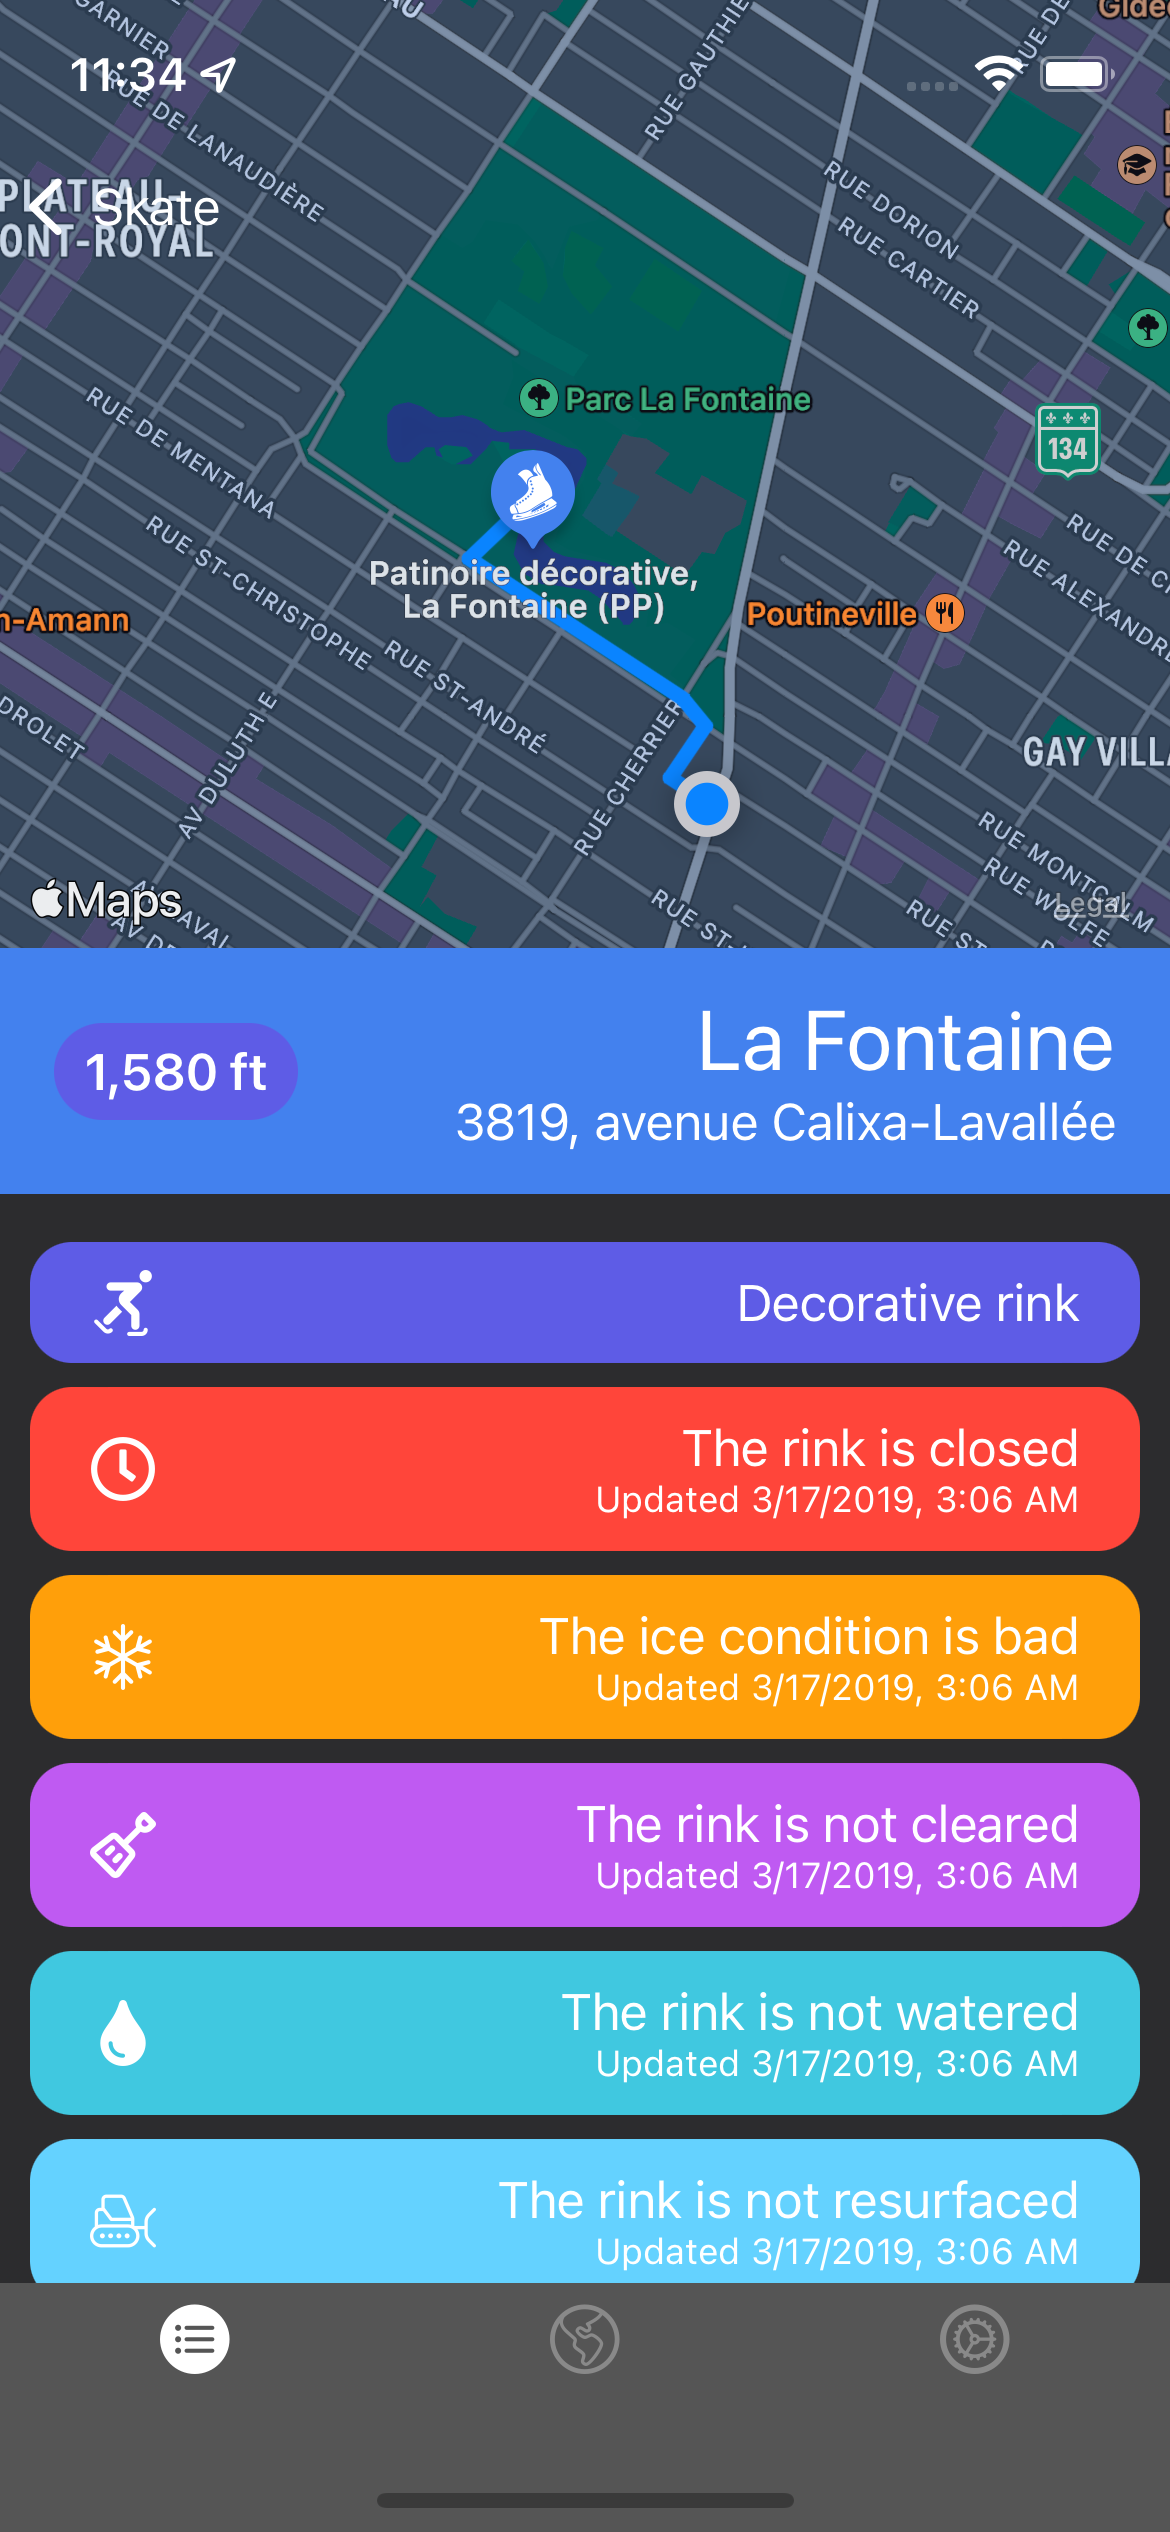 GARNIER
RUE GAUTHIE
RUE DE
11:34
RUE DE LANAUDIÈRE
RUE DORION
RUE CARTIER
PLATEAU-
ONT-ROYAL
Skate
Parc La Fontaine
134
RUE DE MENTANA
RUE ST-CHRISTOPHE
Patinoire décorative,
La Fontaine (PP)
Poutineville
RUE DE C
RUE ALEXANDRE
n-Amann
RUE ST-ANDRÉ
DROLET
AV DULUTH E
RUE CHERRIER
GAY VILLA
RUE MONTCALM
RUE WOLFE
RUE ST-
RUE ST
Maps
Legal
La Fontaine
1,580 ft
3819, avenue Calixa-Lavallée
Decorative rink
The rink is closed
Updated 3/17/2019, 3:06 AM
The ice condition is bad
Updated 3/17/2019, 3:06 AM
The rink is not cleared
Updated 3/17/2019, 3:06 AM
The rink is not watered
Updated 3/17/2019, 3:06 AM
The rink is not resurfaced
Updated 3/17/2019, 3:06 AM